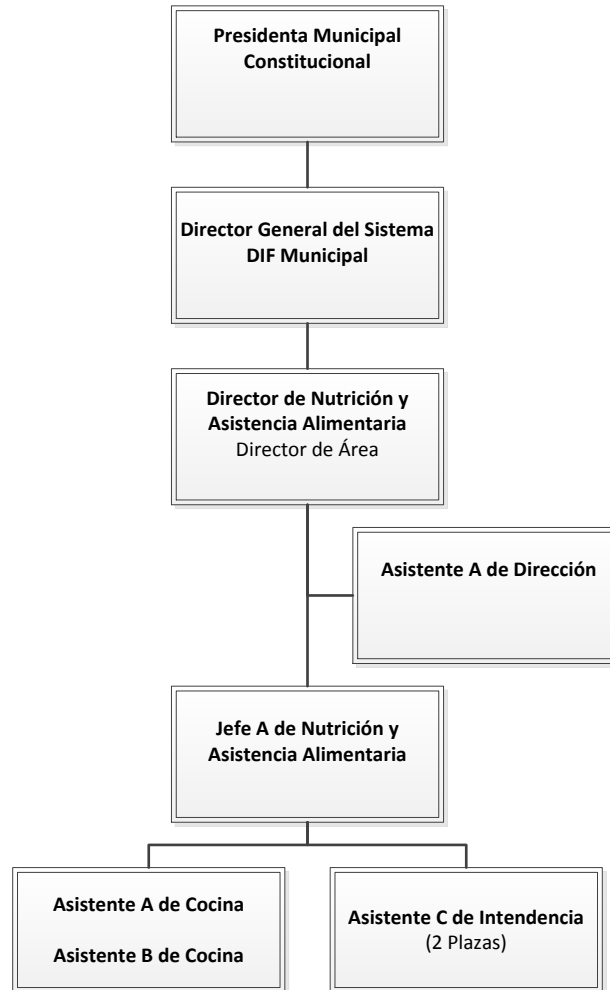 Presidenta Municipal
Constitucional
Director General del Sistema
DIF Municipal
Director de Nutrición y
Asistencia Alimentaria
Director de Área
Asistente A de Dirección
Jefe A de Nutrición y
Asistencia Alimentaria
Asistente A de Cocina
Asistente B de Cocina
Asistente C de Intendencia
(2 Plazas)